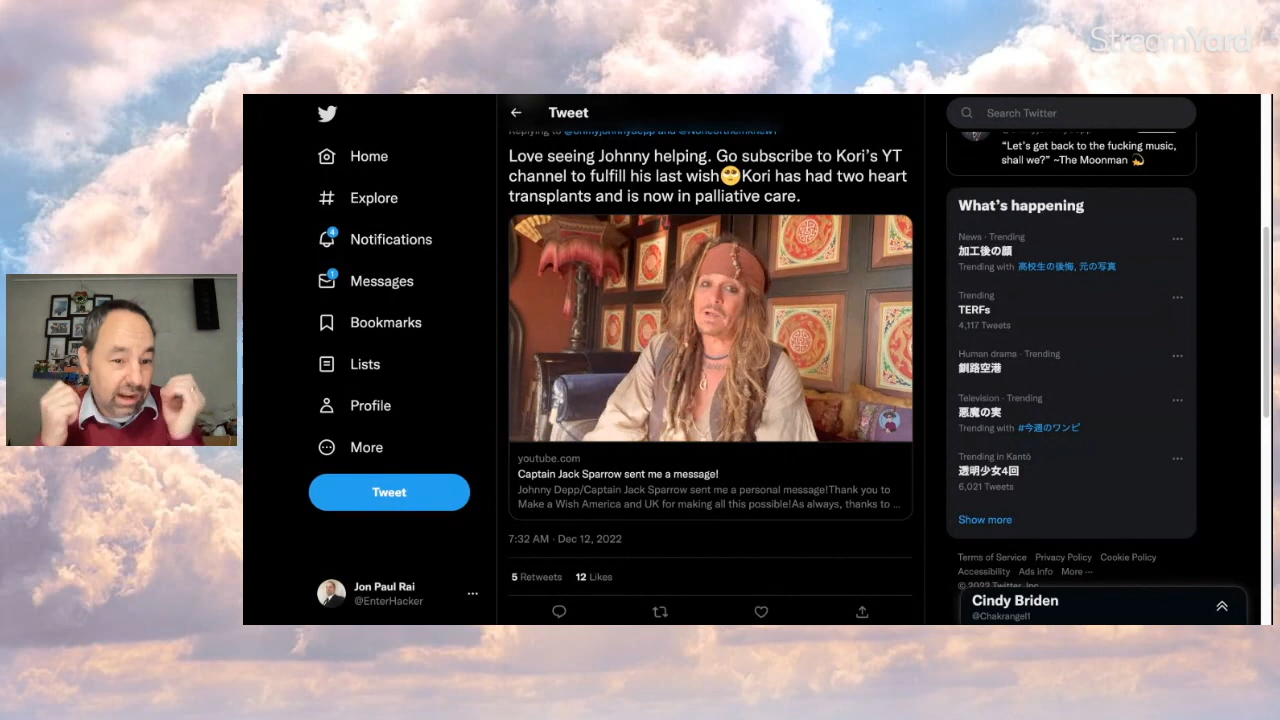 StreamYard
Tweet
Search Twitter
Home
Explore
4
Notifications
1
Messages
Bookmarks
Lists
Profile
More
Tweet
Jon Paul Rai
@EnterHacker
Replying to @ohmyjohnnydepp and @Noneofthemknew1
Love seeing Johnny helping. Go subscribe to Kori's YT
channel to fulfill his last wish🥺Kori has had two heart
transplants and is now in palliative care.
youtube.com
Captain Jack Sparrow sent me a message!
Johnny Depp/Captain Jack Sparrow sent me a personal message!Thank you to
Make a Wish America and UK for making all this possible!As always, thanks to ...
7:32 AM · Dec 12, 2022
5 Retweets 12 Likes
“Let’s get back to the fucking music,
shall we?” ~The Moonman 💫
What’s happening
News · Trending
加工後の顔
Trending with 高校生の後悔, 元の写真
Trending
TERFs
4,117 Tweets
Human drama · Trending
釧路空港
Television · Trending
悪魔の実
Trending with #今週のワンピ
Trending in Kantō
透明少女4回
6,021 Tweets
Show more
Terms of Service Privacy Policy Cookie Policy
Accessibility Ads info More ···
© 2022 Twitter, Inc.
Cindy Briden
@Chakrangel1